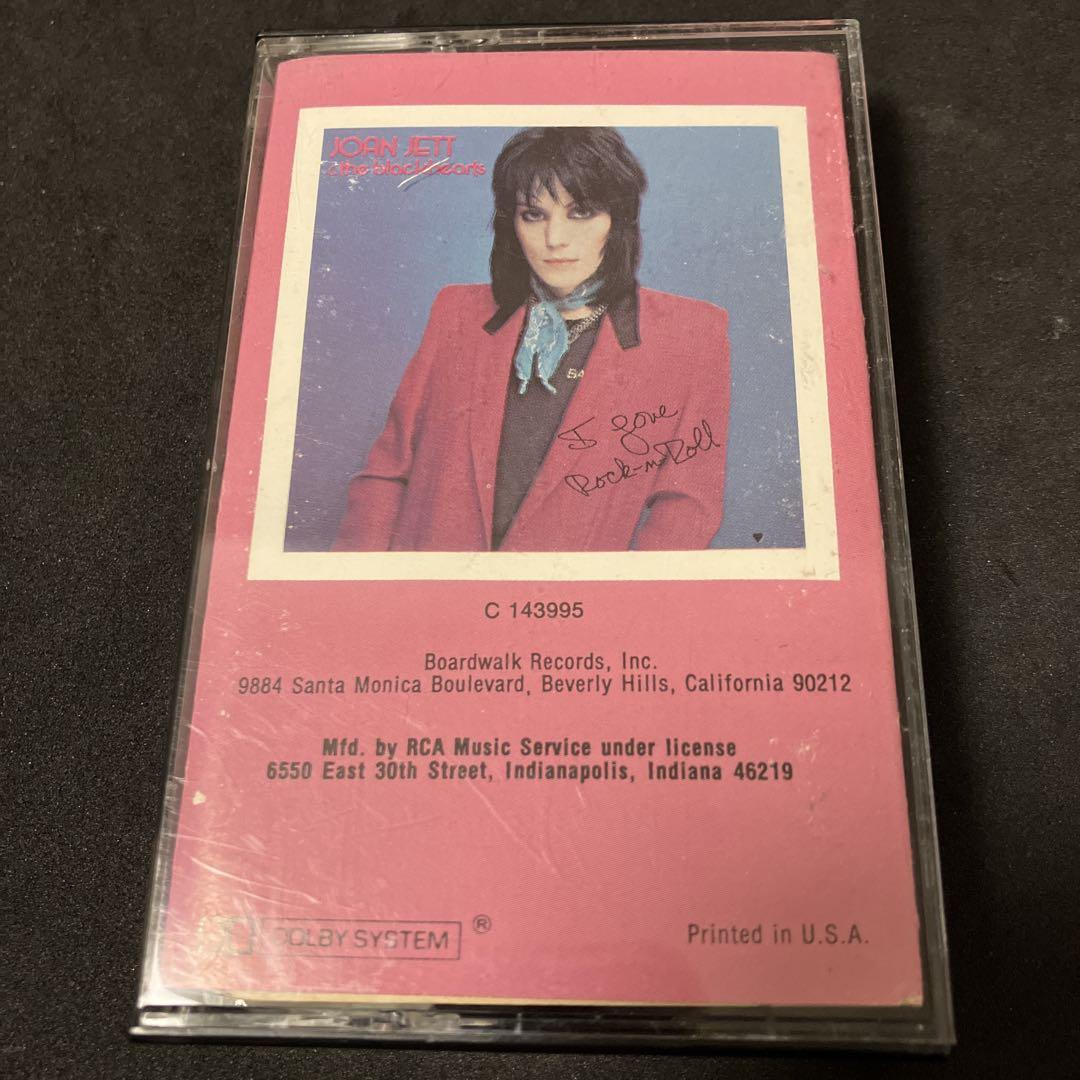 JOAN JETT
& the blackhearts
I Love
Rock-n-Roll
C 143995
Boardwalk Records, Inc.
9884 Santa Monica Boulevard, Beverly Hills, California 90212
Mfd. by RCA Music Service under license
6550 East 30th Street, Indianapolis, Indiana 46219
DOLBY SYSTEM ®
Printed in U.S.A.